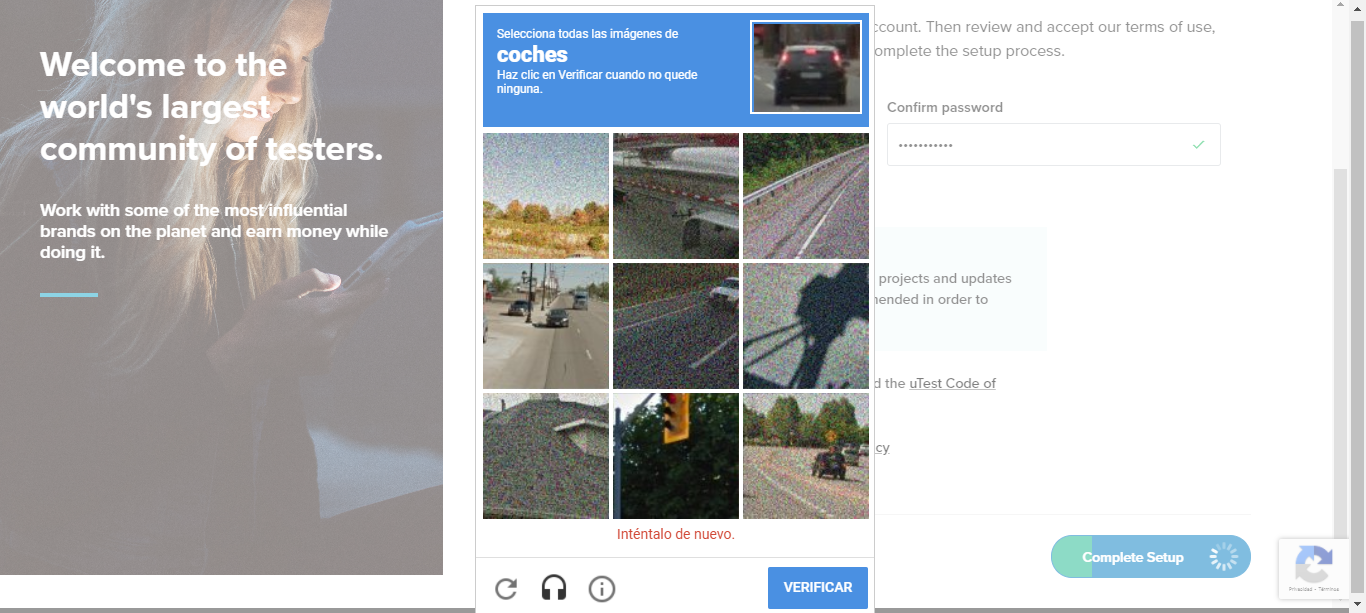 Welcome to the
world's largest
community of testers.
Work with some of the most influential
brands on the planet and earn money while
doing it.
Selecciona todas las imágenes de
coches
Haz clic en Verificar cuando no quede
ninguna.
Inténtalo de nuevo.
VERIFICAR
ccount. Then review and accept our terms of use,
omplete the setup process.
Confirm password
projects and updates
nended in order to
d the uTest Code of
cy
Complete Setup
Privacidad - Términos